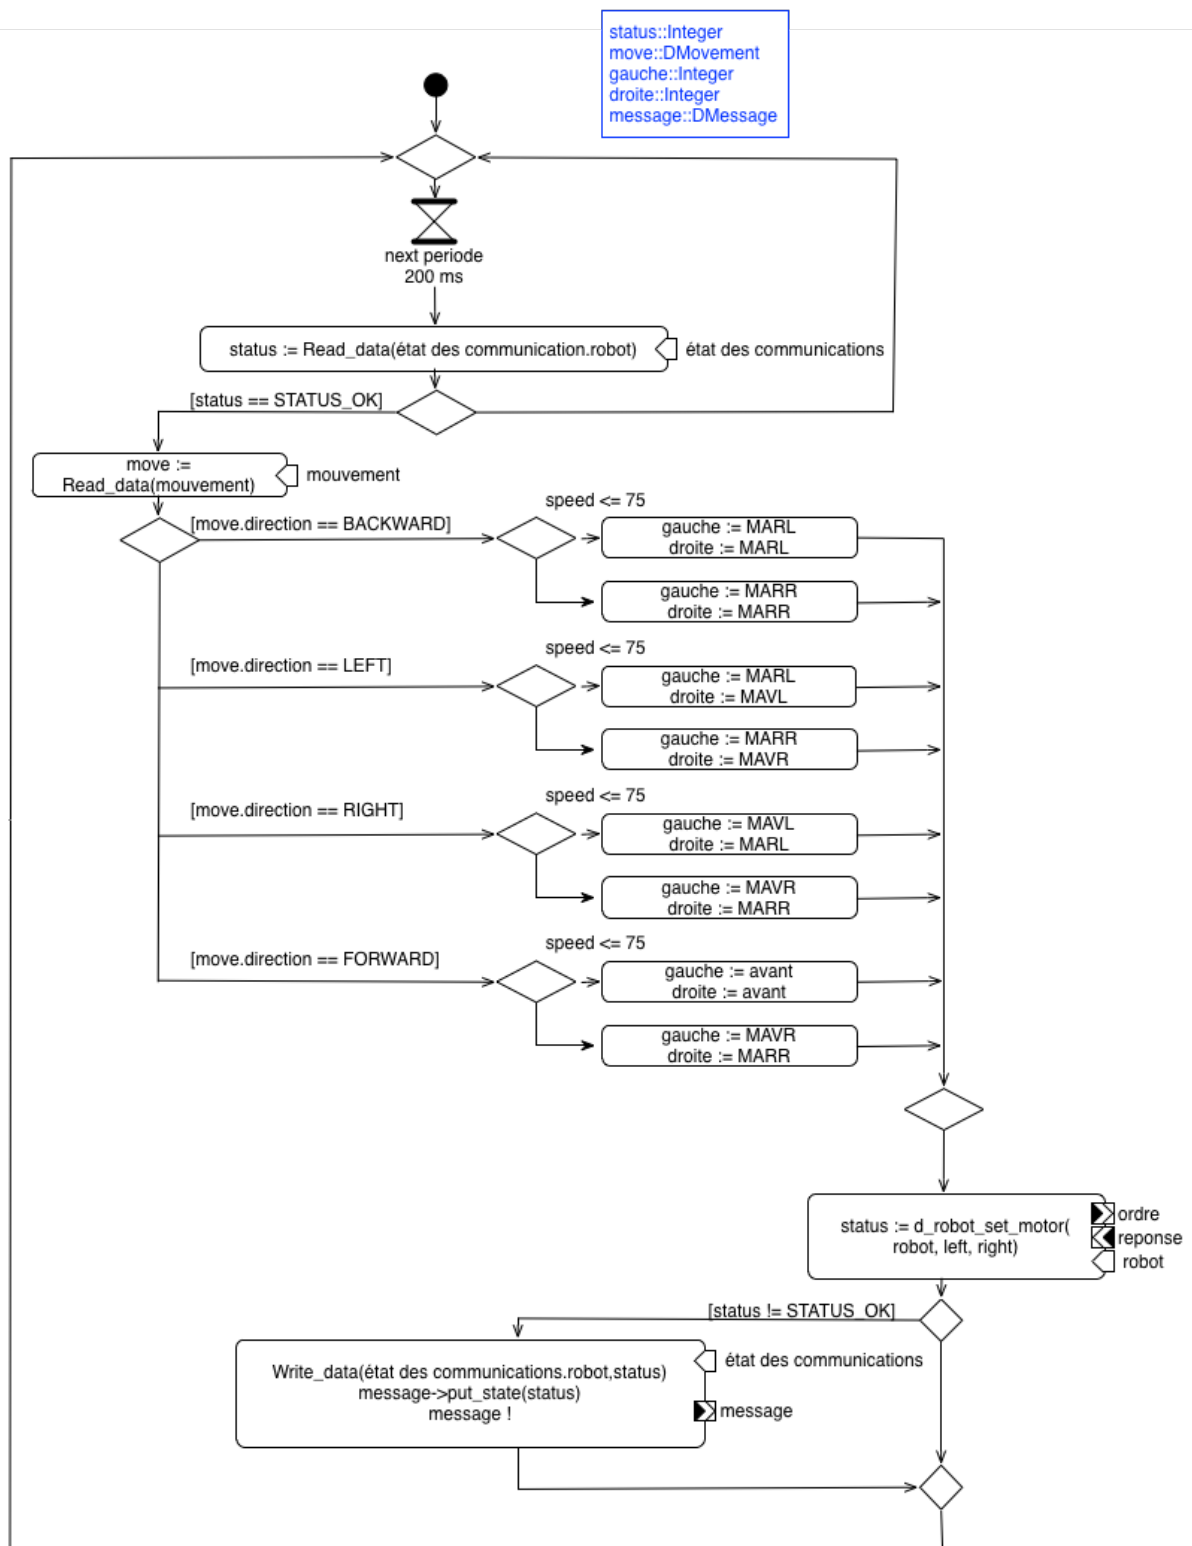 status::Integer
move::DMovement
gauche::Integer
droite::Integer
message::DMessage
next periode
200 ms
status := Read_data(état des communication.robot)
état des communications
[status == STATUS_OK]
move :=
Read_data(mouvement)
mouvement
[move.direction == BACKWARD]
speed <= 75
gauche := MARL
droite := MARL
gauche := MARR
droite := MARR
[move.direction == LEFT]
speed <= 75
gauche := MARL
droite := MAVL
gauche := MARR
droite := MAVR
[move.direction == RIGHT]
speed <= 75
gauche := MAVL
droite := MARL
gauche := MAVR
droite := MARR
[move.direction == FORWARD]
speed <= 75
gauche := avant
droite := avant
gauche := MAVR
droite := MARR
status := d_robot_set_motor(
robot, left, right)
ordre
reponse
robot
[status != STATUS_OK]
Write_data(état des communications.robot,status)
message->put_state(status)
message !
état des communications
message